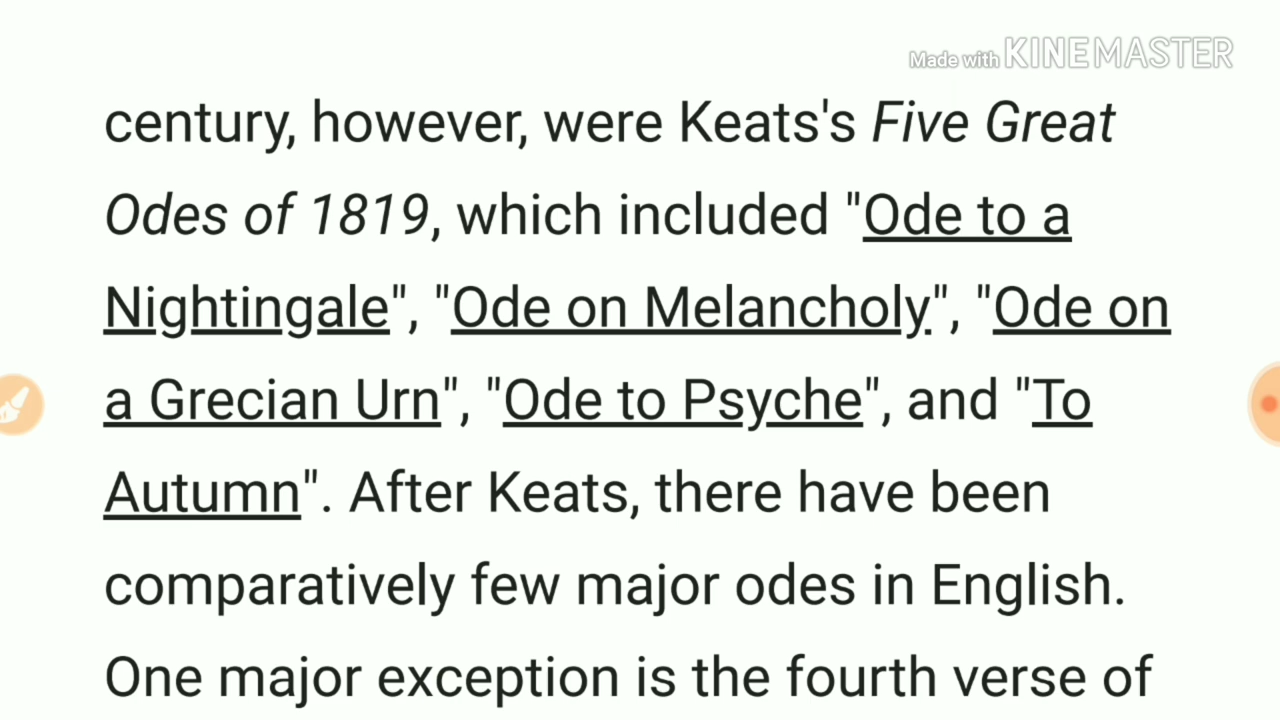 Made with KINEMASTER
century, however, were Keats's Five Great
Odes of 1819, which included "Ode to a
Nightingale", "Ode on Melancholy", "Ode on
a Grecian Urn", "Ode to Psyche", and "To
Autumn". After Keats, there have been
comparatively few major odes in English.
One major exception is the fourth verse of